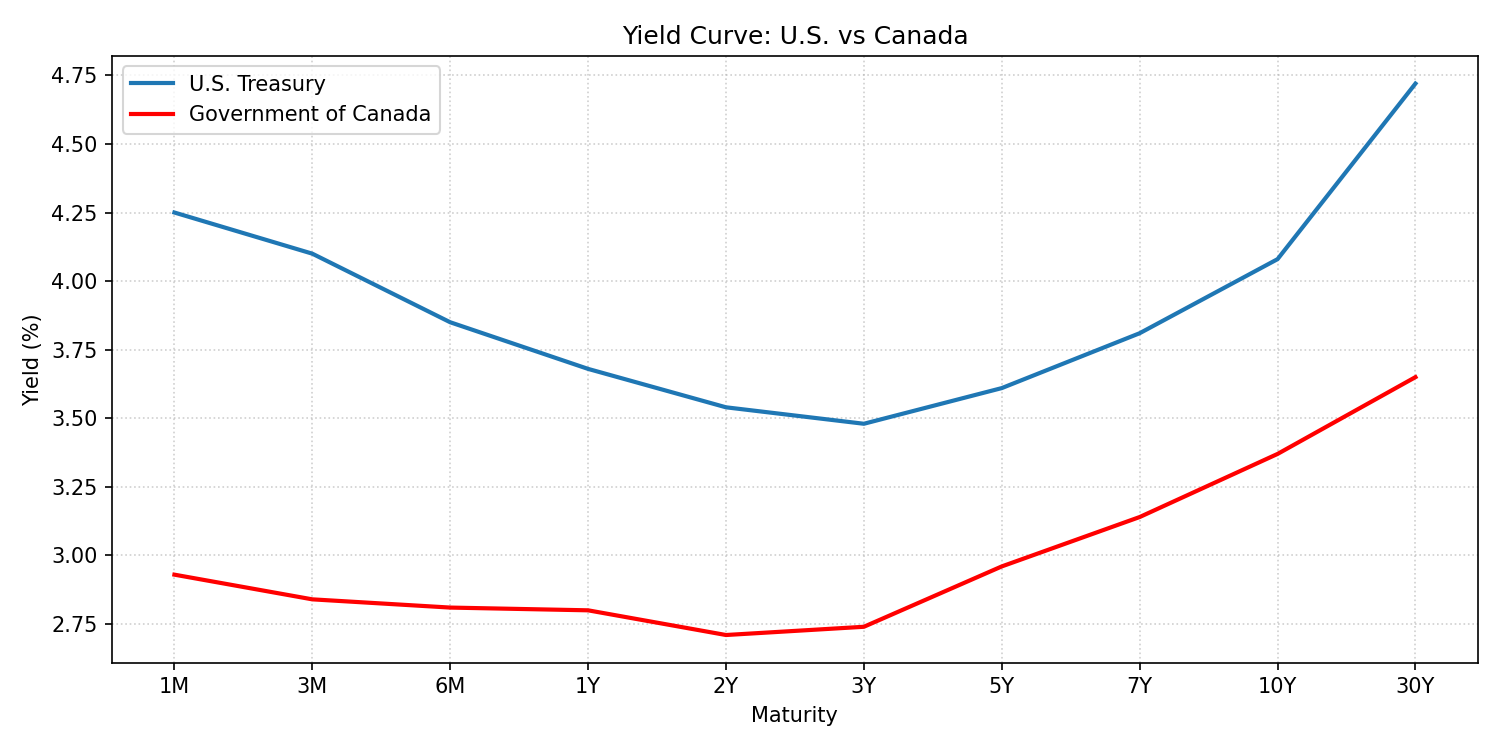 Yield Curve: U.S. vs Canada
U.S. Treasury
Government of Canada
Yield (%)
4.75
4.50
4.25
4.00
3.75
3.50
3.25
3.00
2.75
1M 3M 6M 1Y 2Y 3Y 5Y 7Y 10Y 30Y
Maturity